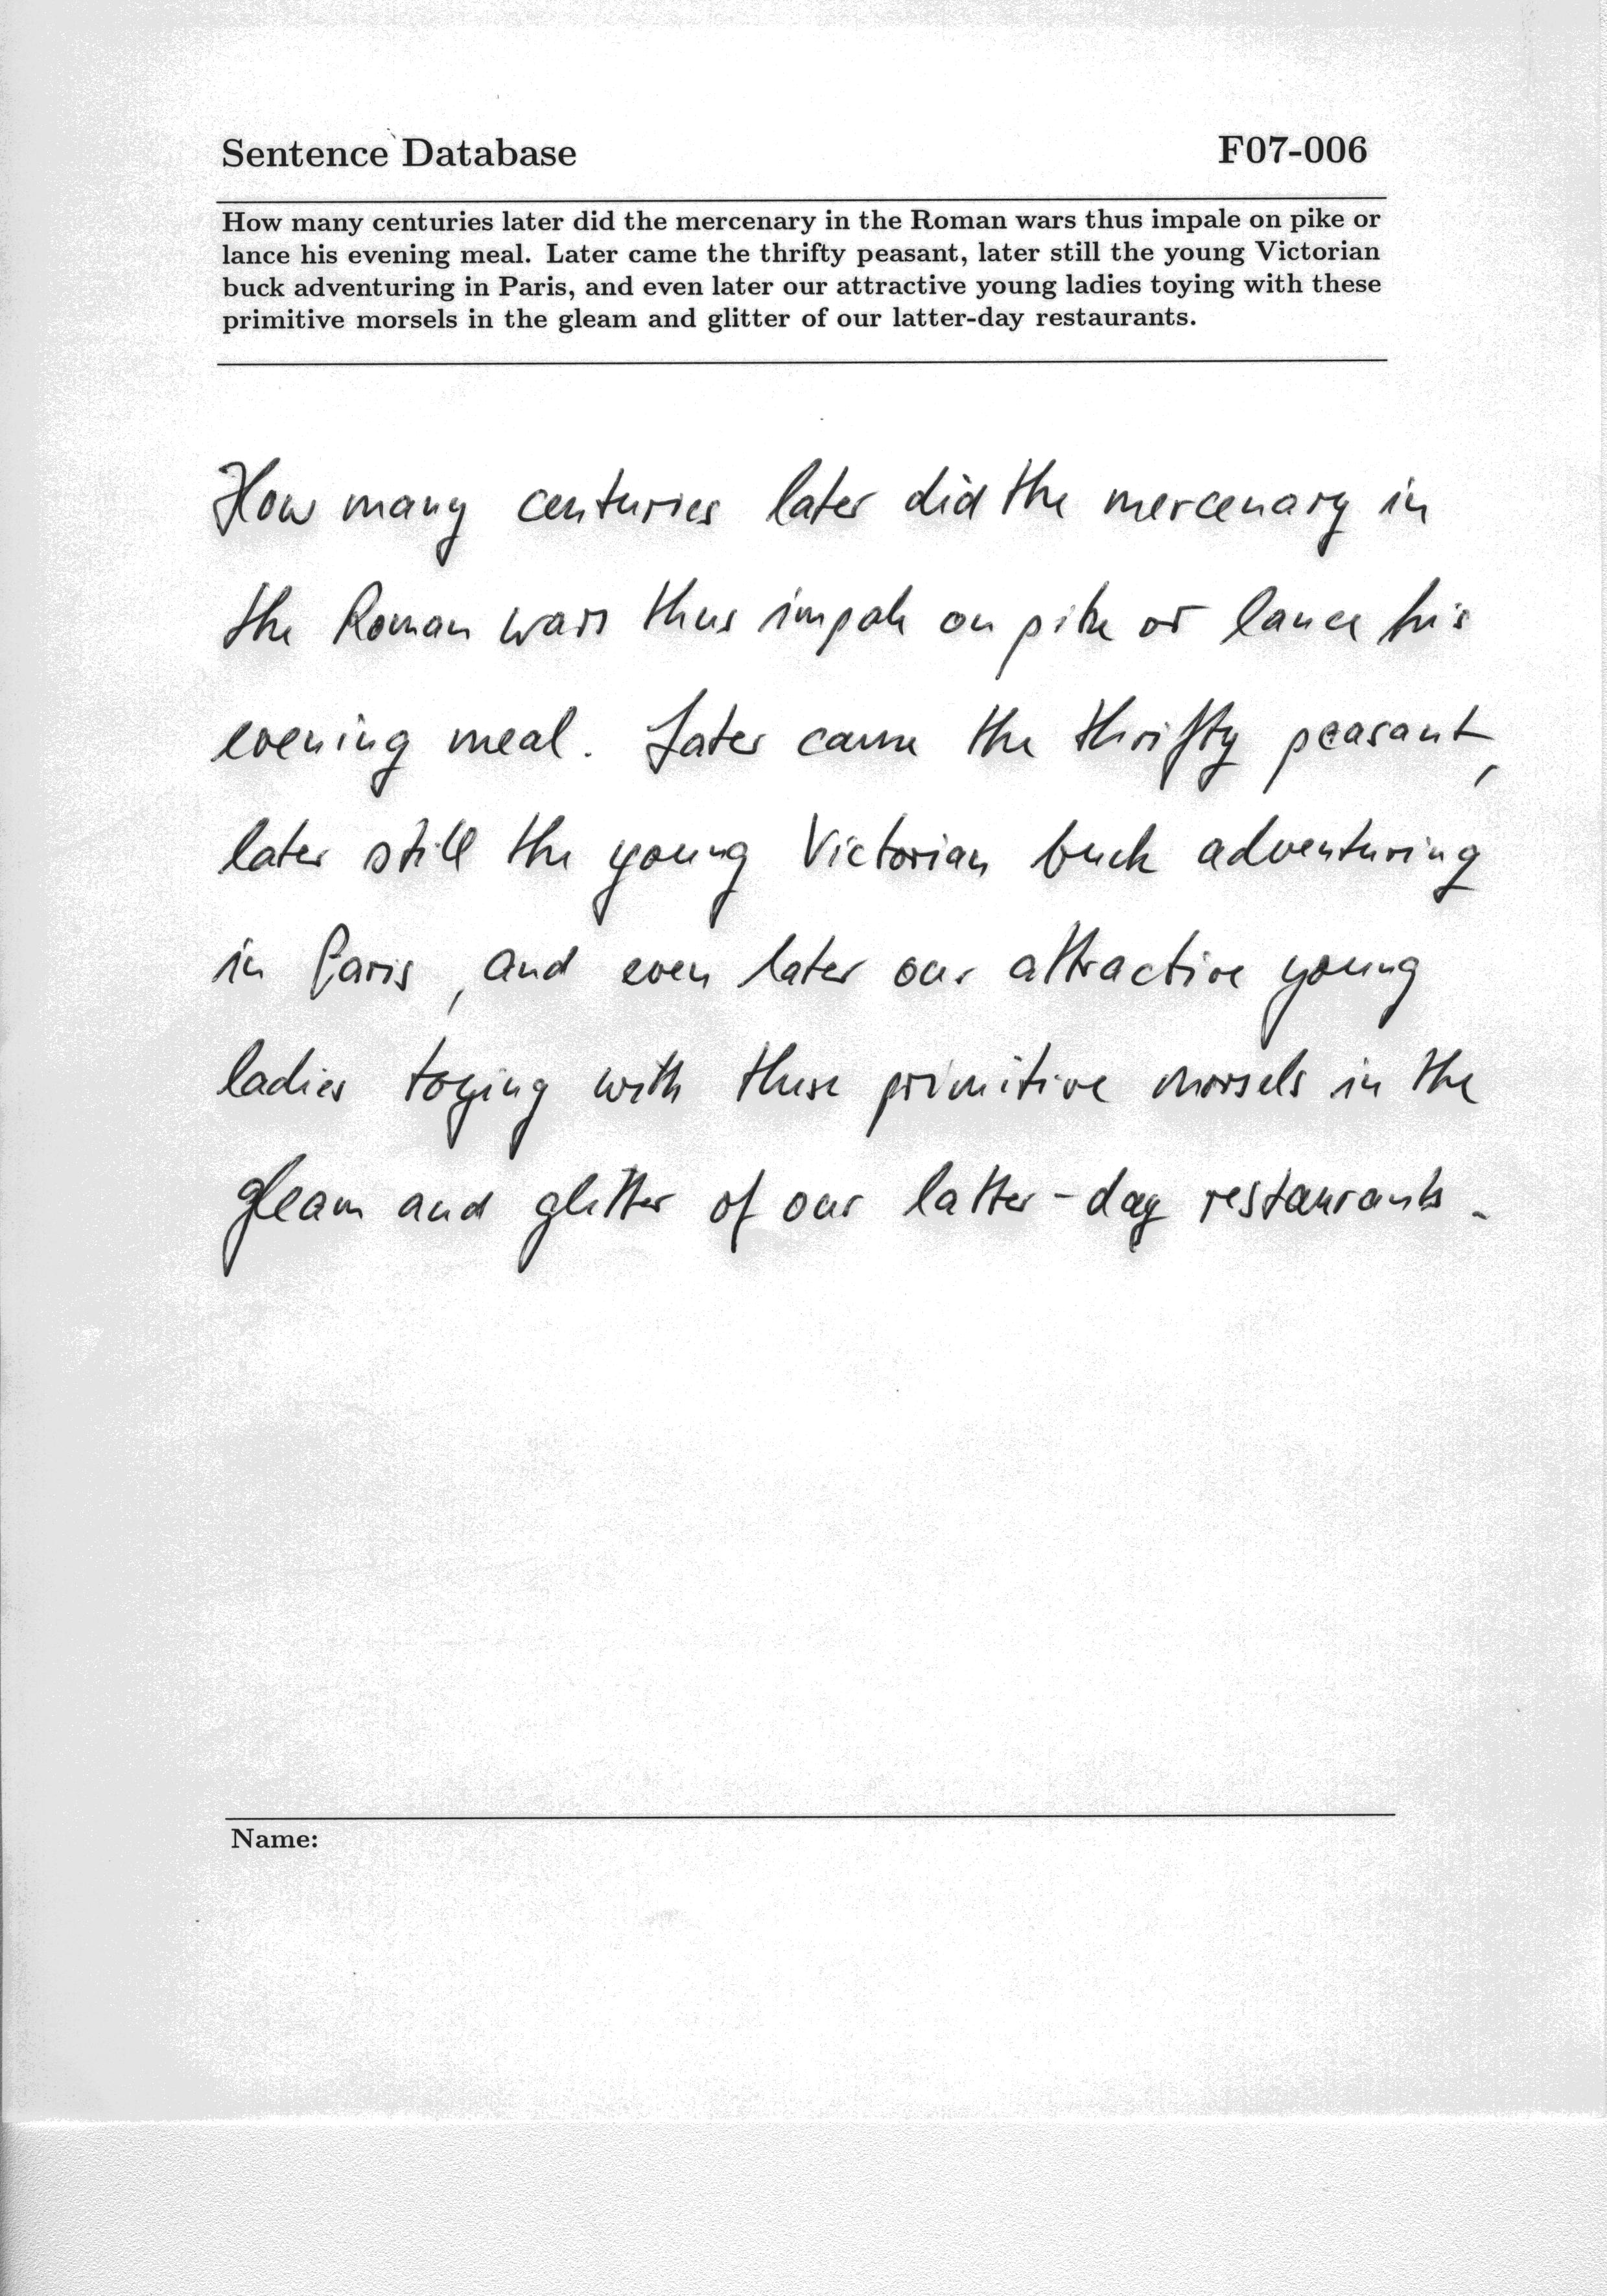 Sentence Database F07-006
How many centuries later did the mercenary in the Roman wars thus impale on pike or
lance his evening meal. Later came the thrifty peasant, later still the young Victorian
buck adventuring in Paris, and even later our attractive young ladies toying with these
primitive morsels in the gleam and glitter of our latter-day restaurants.
How many centuries later did the mercenary in
the Roman wars thus impale on pike or lance his
evening meal. Later came the thrifty peasant,
later still the young Victorian buck adventuring
in Paris, and even later our attractive young
ladies toying with these primitive morsels in the
gleam and glitter of our latter-day restaurants.
Name: